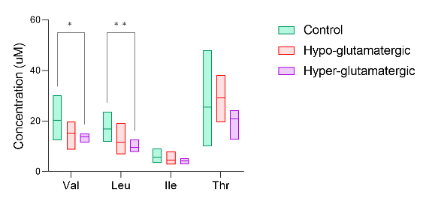 60
40
20
0
Concentration (uM)
*
**
Val Leu Ile Thr
Control
Hypo-glutamatergic
Hyper-glutamatergic